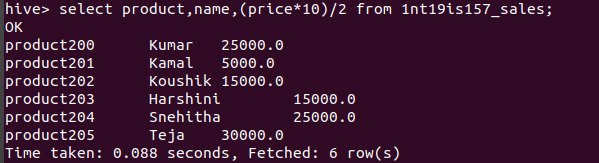 hive> select product,name,(price*10)/2 from 1nt19is157_sales;
OK
product200 Kumar 25000.0
product201 Kamal 5000.0
product202 Koushik 15000.0
product203 Harshini 15000.0
product204 Snehitha 25000.0
product205 Teja 30000.0
Time taken: 0.088 seconds, Fetched: 6 row(s)